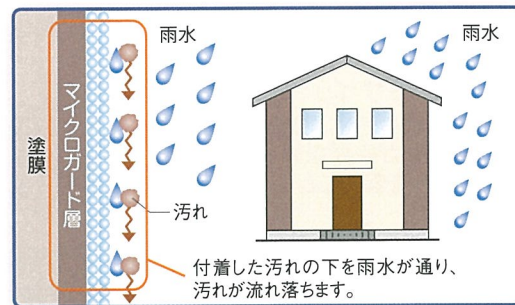 雨水
雨水
マイクロガード層
塗膜
汚れ
付着した汚れの下を雨水が通り、
汚れが流れ落ちます。